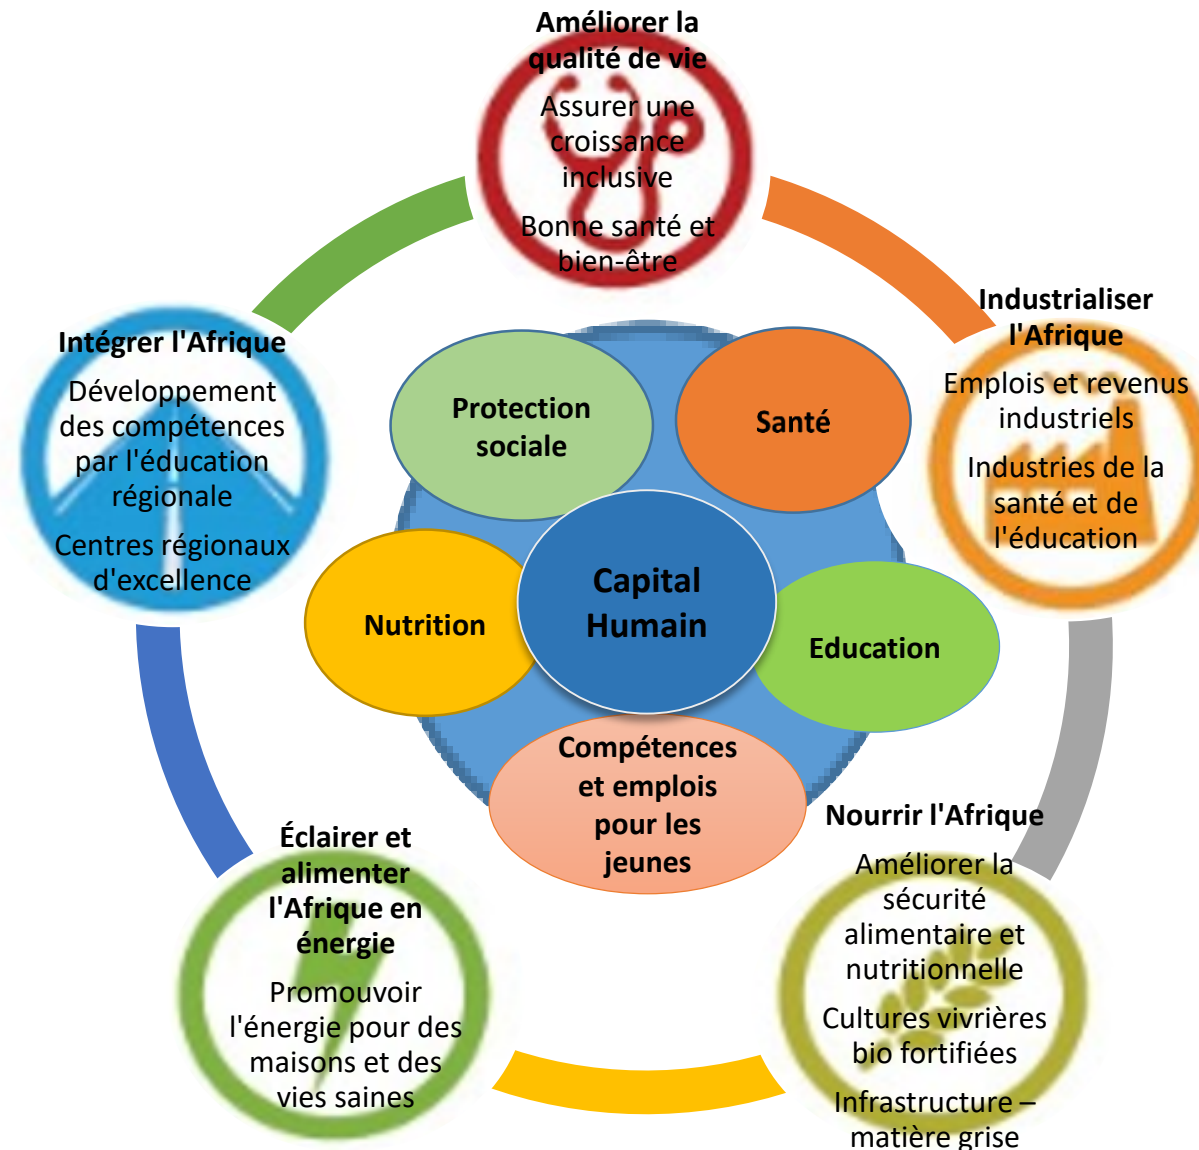 Améliorer la
qualité de vie
Assurer une
croissance
inclusive
Bonne santé et
bien-être
Industrialiser
l'Afrique
Emplois et revenus
industriels
Industries de la
santé et de
l'éducation
Intégrer l'Afrique
Développement
des compétences
par l'éducation
régionale
Centres régionaux
d'excellence
Protection
sociale
Santé
Capital
Humain
Nutrition
Education
Compétences
et emplois
pour les
jeunes
Nourrir l'Afrique
Améliorer la
sécurité
alimentaire et
nutritionnelle
Cultures vivrières
bio fortifiées
Infrastructure –
matière grise
Éclairer et
alimenter
l'Afrique en
énergie
Promouvoir
l'énergie pour des
maisons et des
vies saines